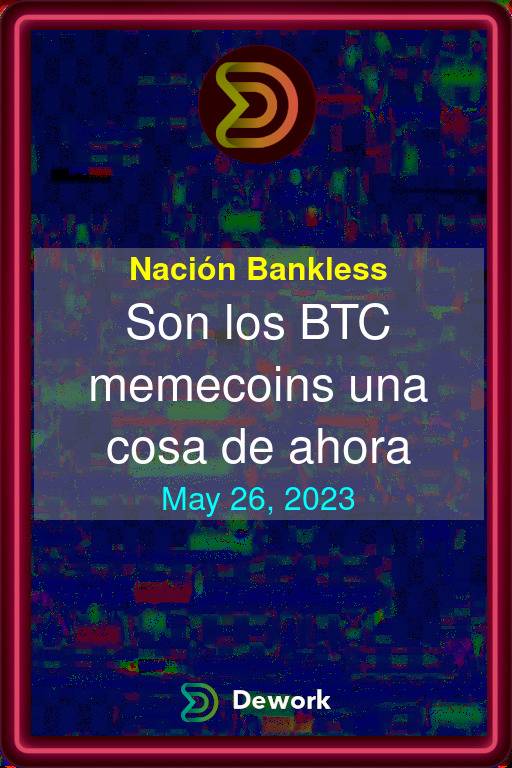 Nación Bankless
Son los BTC
memecoins una
cosa de ahora
May 26, 2023
Dework